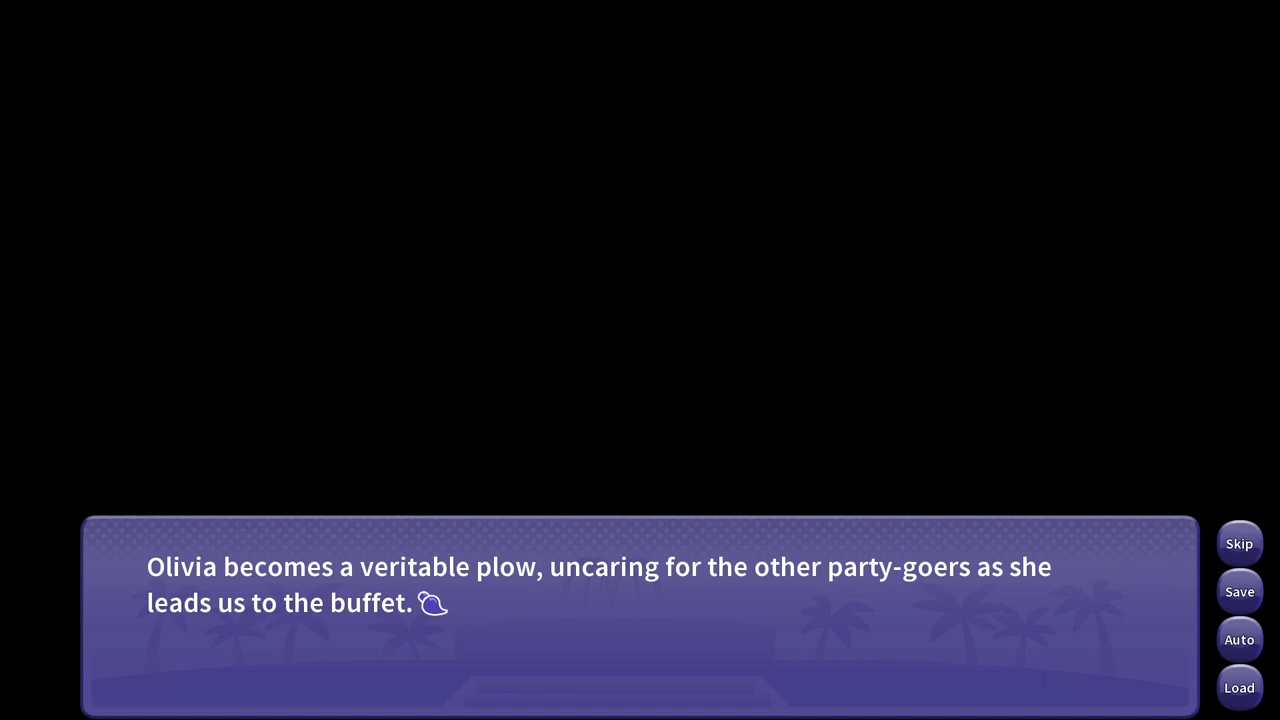 Olivia becomes a veritable plow, uncaring for the other party-goers as she
leads us to the buffet.
Skip
Save
Auto
Load